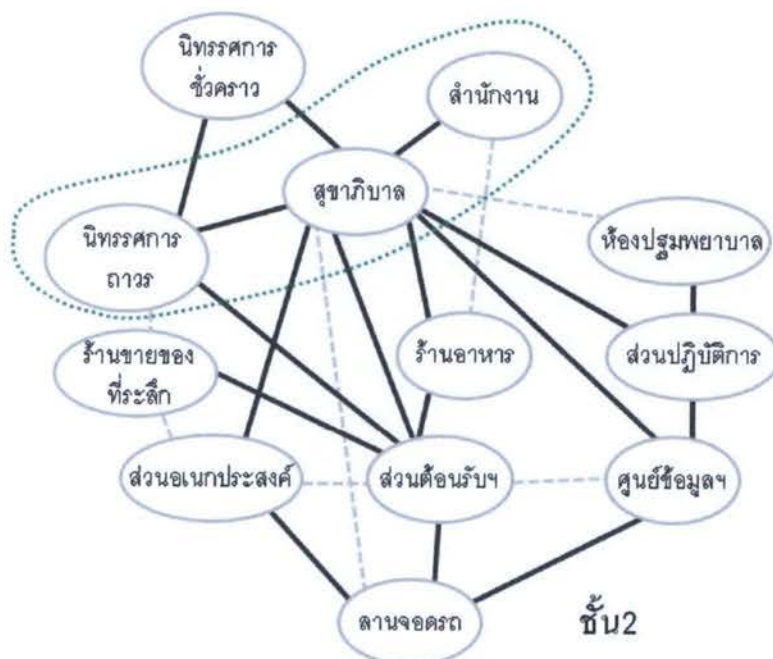 นิทรรศการ
ชั่วคราว
สำนักงาน
สุขาภิบาล
นิทรรศการ
ถาวร
ห้องปฐมพยาบาล
ร้านขายของ
ที่ระลึก
ร้านอาหาร
ส่วนปฎิบัติการ
ส่วนอเนกประสงค์
ส่วนต้อนรับฯ
ศูนย์ข้อมูลฯ
ลานจอดรถ
ชั้น2